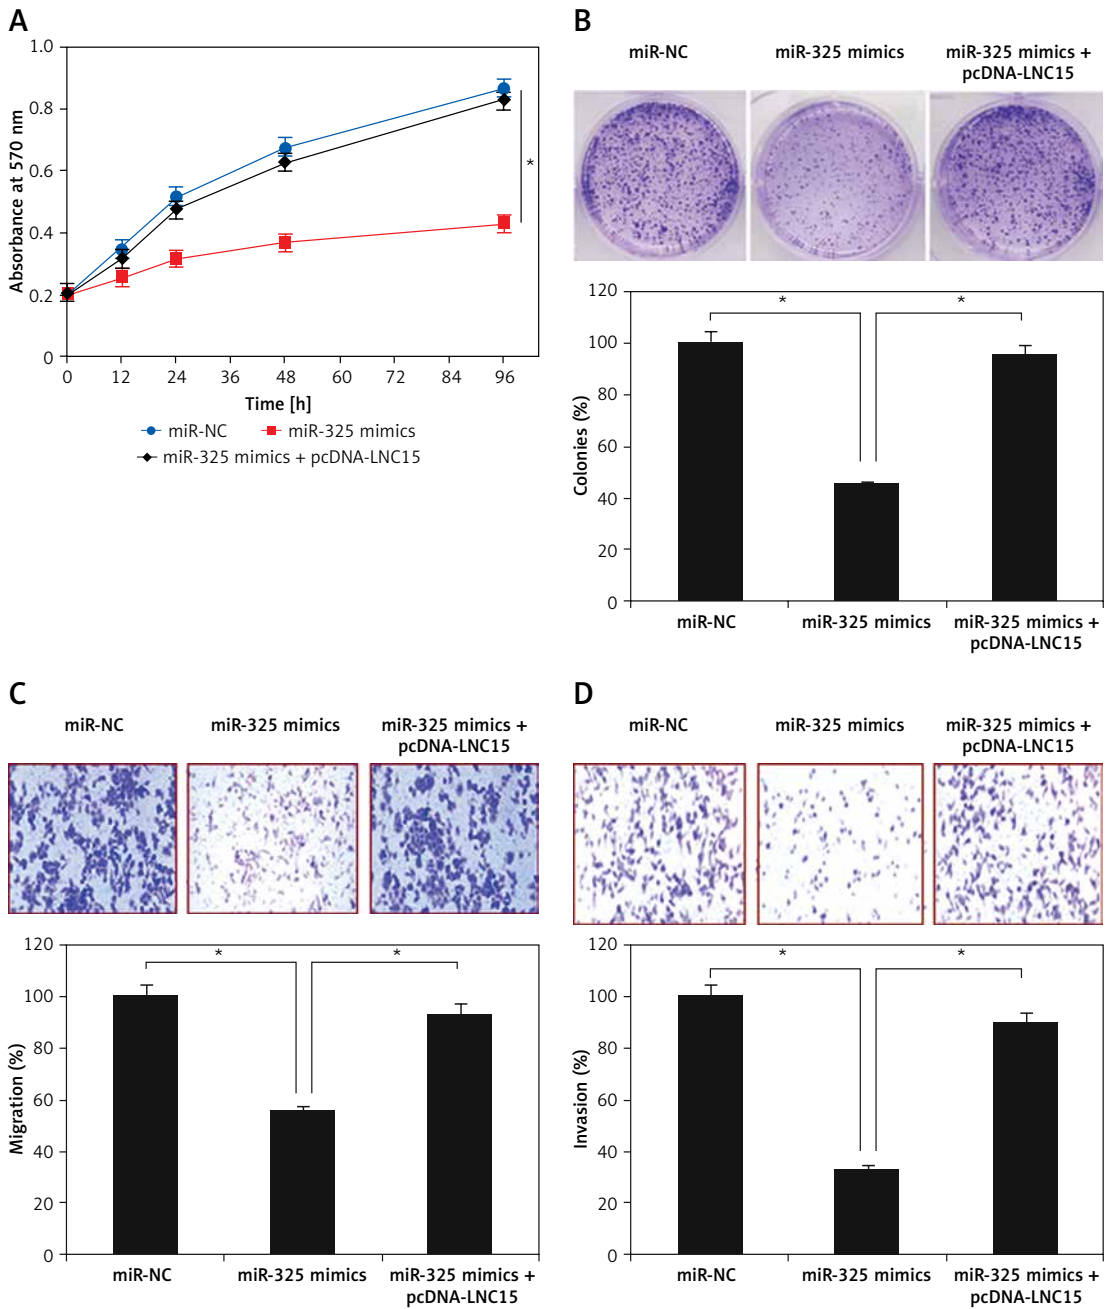 A
1.0
0.8
0.6
0.4
0.2
0
Absorbance at 570 nm
*
0 12 24 36 48 60 72 84 96
Time [h]
miR-NC miR-325 mimics
miR-325 mimics + pcDNA-LNC15
B
miR-NC miR-325 mimics miR-325 mimics +
pcDNA-LNC15
120
100
80
60
40
20
0
Colonies (%)
* *
miR-NC miR-325 mimics miR-325 mimics +
pcDNA-LNC15
C
miR-NC miR-325 mimics miR-325 mimics +
pcDNA-LNC15
120
100
80
60
40
20
0
Migration (%)
* *
miR-NC miR-325 mimics miR-325 mimics +
pcDNA-LNC15
D
miR-NC miR-325 mimics miR-325 mimics +
pcDNA-LNC15
120
100
80
60
40
20
0
Invasion (%)
* *
miR-NC miR-325 mimics miR-325 mimics +
pcDNA-LNC15